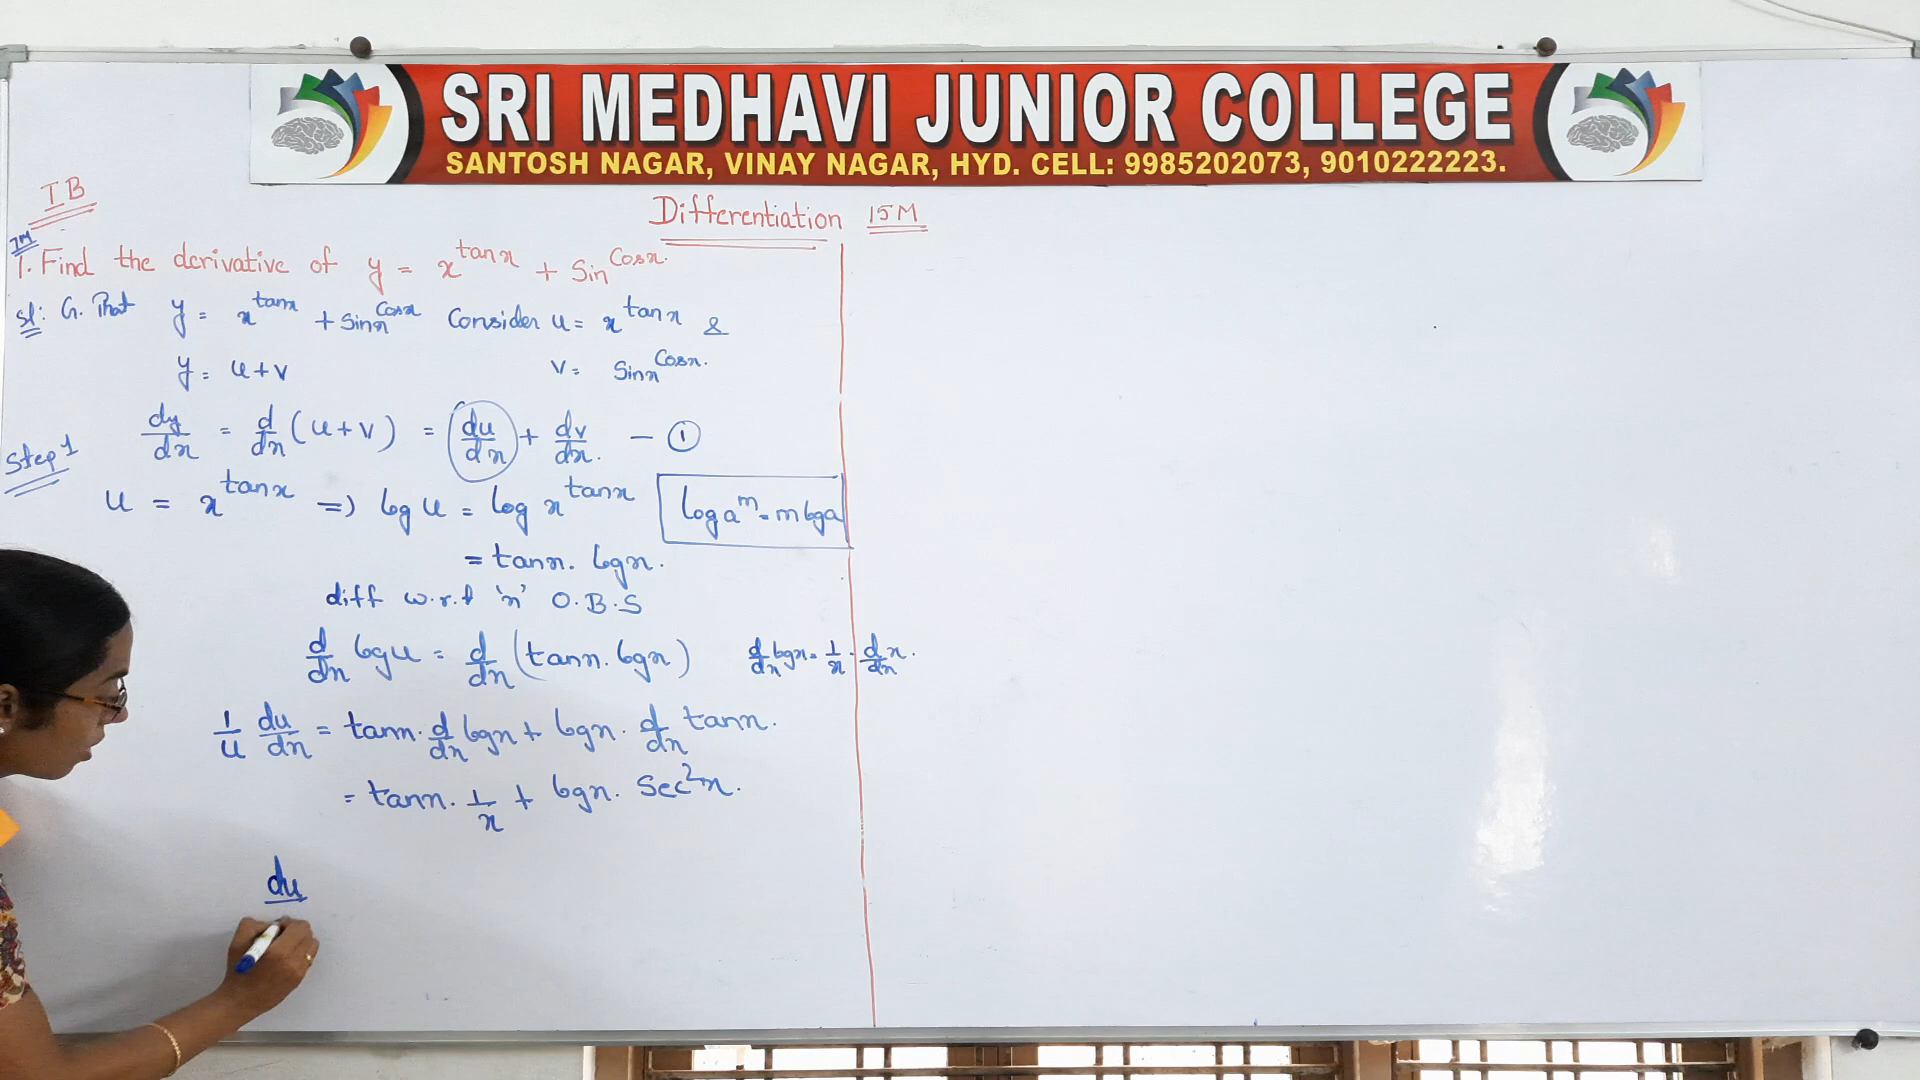 SRI MEDHAVI JUNIOR COLLEGE
SANTOSH NAGAR, VINAY NAGAR, HYD. CELL: 9985202073, 9010222223.
I B
Differentiation 15M
7M
1. Find the derivative of y = x^tanx + Sin^Cosx.
Sl: G. That y = x^tanx + Sinx^Cosx Consider u = x^tanx &
y = u+v v = Sinx^Cosx.
dy/dx = d/dx (u+v) = du/dx + dv/dx. — ①
Step 1
u = x^tanx => log u = log x^tanx log a^m = m log a
= tanx. logx.
diff w.r.t 'x' O.B.S
d/dx log u = d/dx (tanx. logx) d/dx logx = 1/x · d/dx x.
1/u du/dx = tanx. d/dx logx + logx. d/dx tanx.
= tanx. 1/x + logx. Sec²x.
du